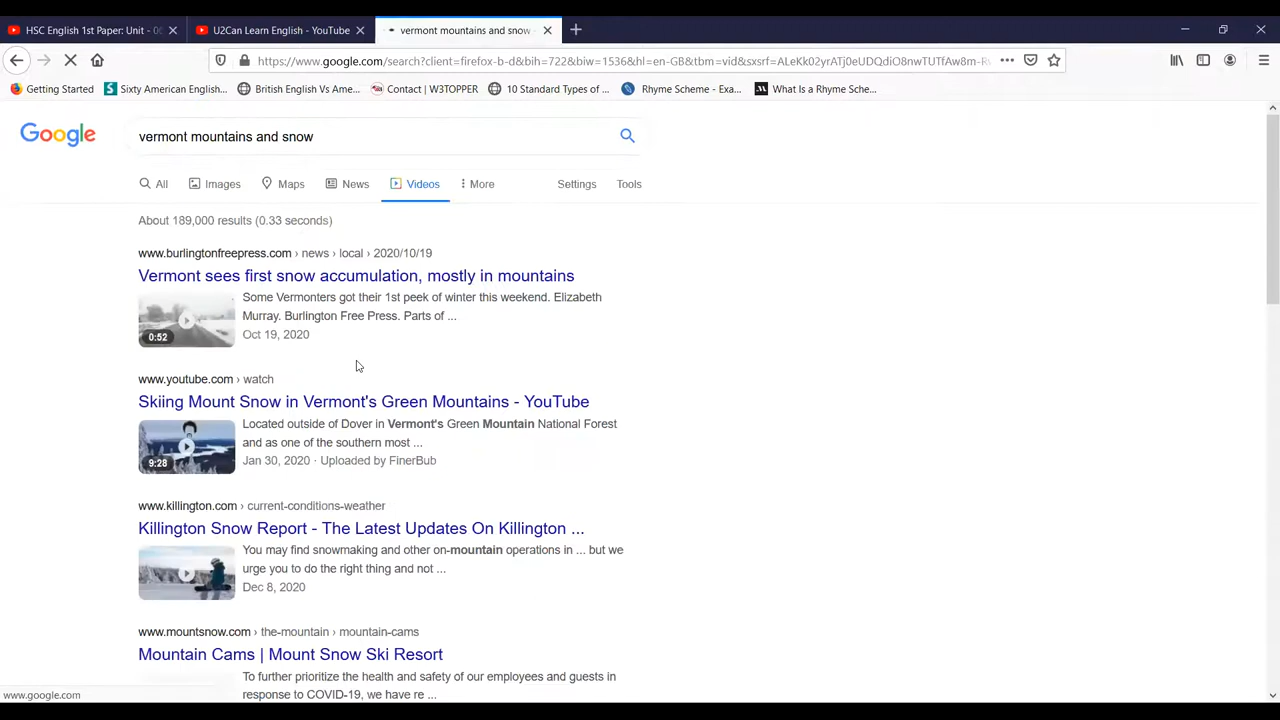 HSC English 1st Paper: Unit - 06
U2Can Learn English - YouTube
vermont mountains and snow
https://www.google.com/search?client=firefox-b-d&bih=722&biw=1536&hl=en-GB&tbm=vid&sxsrf=ALeKk02yrATj0eUDQdiO8nwTUTfAw8m-R
Getting Started
Sixty American English...
British English Vs Ame...
Contact | W3TOPPER
10 Standard Types of ...
Rhyme Scheme - Exa...
What Is a Rhyme Sche...
Google
vermont mountains and snow
All
Images
Maps
News
Videos
More
Settings
Tools
About 189,000 results (0.33 seconds)
www.burlingtonfreepress.com › news › local › 2020/10/19
Vermont sees first snow accumulation, mostly in mountains
Some Vermonters got their 1st peek of winter this weekend. Elizabeth
Murray. Burlington Free Press. Parts of ...
0:52
Oct 19, 2020
www.youtube.com › watch
Skiing Mount Snow in Vermont's Green Mountains - YouTube
Located outside of Dover in Vermont's Green Mountain National Forest
and as one of the southern most ...
9:28
Jan 30, 2020 · Uploaded by FinerBub
www.killington.com › current-conditions-weather
Killington Snow Report - The Latest Updates On Killington ...
You may find snowmaking and other on-mountain operations in ... but we
urge you to do the right thing and not ...
Dec 8, 2020
www.mountsnow.com › the-mountain › mountain-cams
Mountain Cams | Mount Snow Ski Resort
To further prioritize the health and safety of our employees and guests in
response to COVID-19, we have re ...
www.google.com